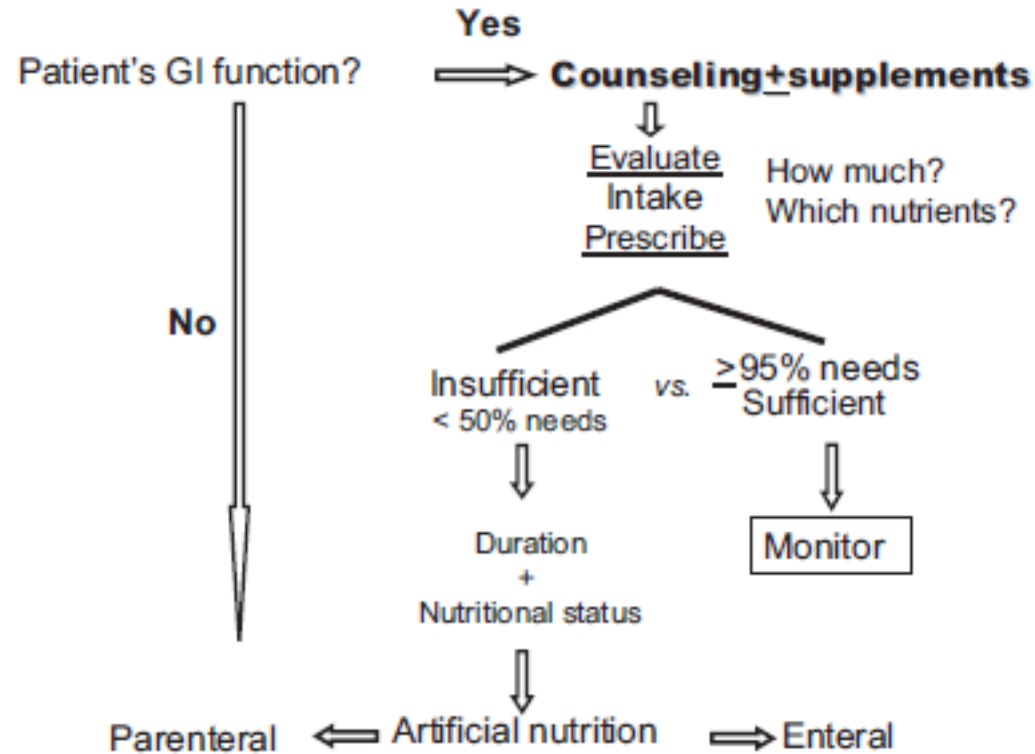 Yes
Patient's GI function?
Counseling±supplements
Evaluate
Intake
Prescribe
How much?
Which nutrients?
No
Insufficient
< 50% needs
vs.
≥95% needs
Sufficient
Duration
+
Nutritional status
Monitor
Parenteral
Artificial nutrition
Enteral